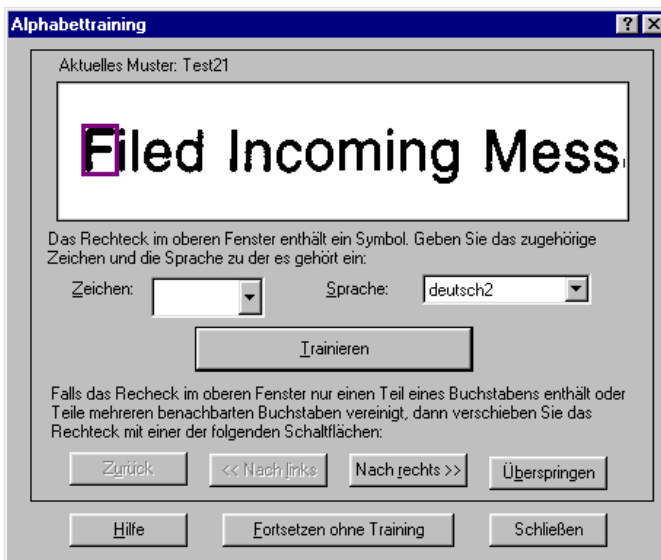 Alphabettraining
Aktuelles Muster: Test21
Filed Incoming Mess.
Das Rechteck im oberen Fenster enthält ein Symbol. Geben Sie das zugehörige
Zeichen und die Sprache zu der es gehört ein:
Zeichen: Sprache: deutsch2
Trainieren
Falls das Recheck im oberen Fenster nur einen Teil eines Buchstabens enthält oder
Teile mehreren benachbarten Buchstaben vereinigt, dann verschieben Sie das
Rechteck mit einer der folgenden Schaltflächen:
Zurück << Nach links Nach rechts >> Überspringen
Hilfe Fortsetzen ohne Training Schließen